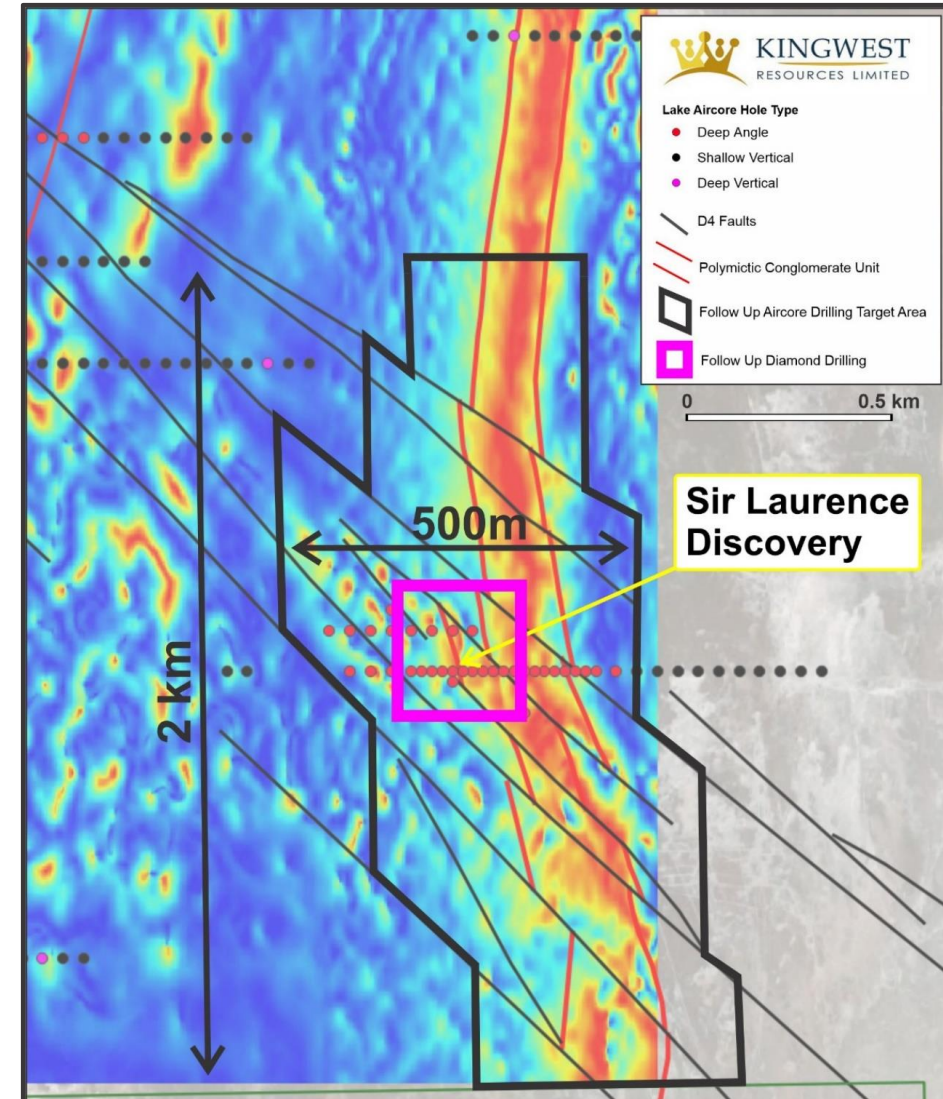 KINGWEST
RESOURCES LIMITED
Lake Aircore Hole Type
Deep Angle
Shallow Vertical
Deep Vertical
D4 Faults
Polymictic Conglomerate Unit
Follow Up Aircore Drilling Target Area
Follow Up Diamond Drilling
0 0.5 km
Sir Laurence
Discovery
500m
2 km